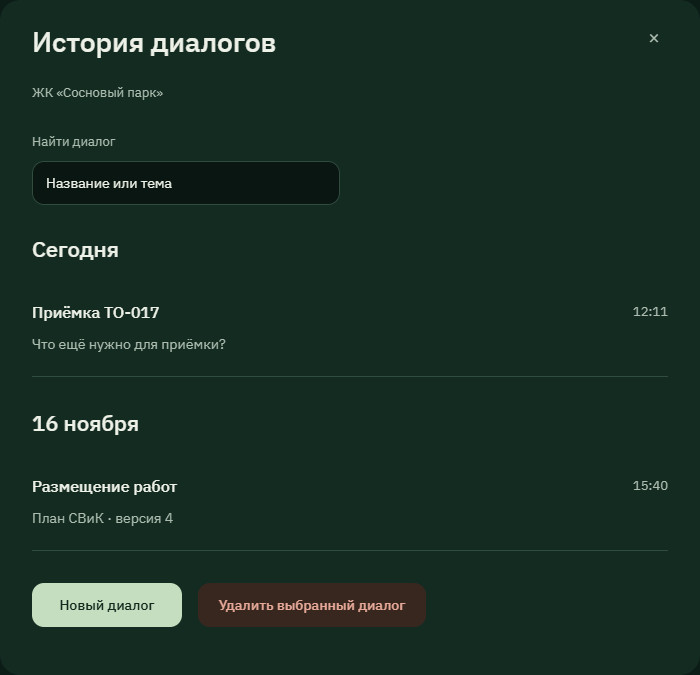 История диалогов
×
ЖК «Сосновый парк»
Найти диалог
Название или тема
Сегодня
Приёмка ТО-017 12:11
Что ещё нужно для приёмки?
16 ноября
Размещение работ 15:40
План СВиК · версия 4
Новый диалог Удалить выбранный диалог